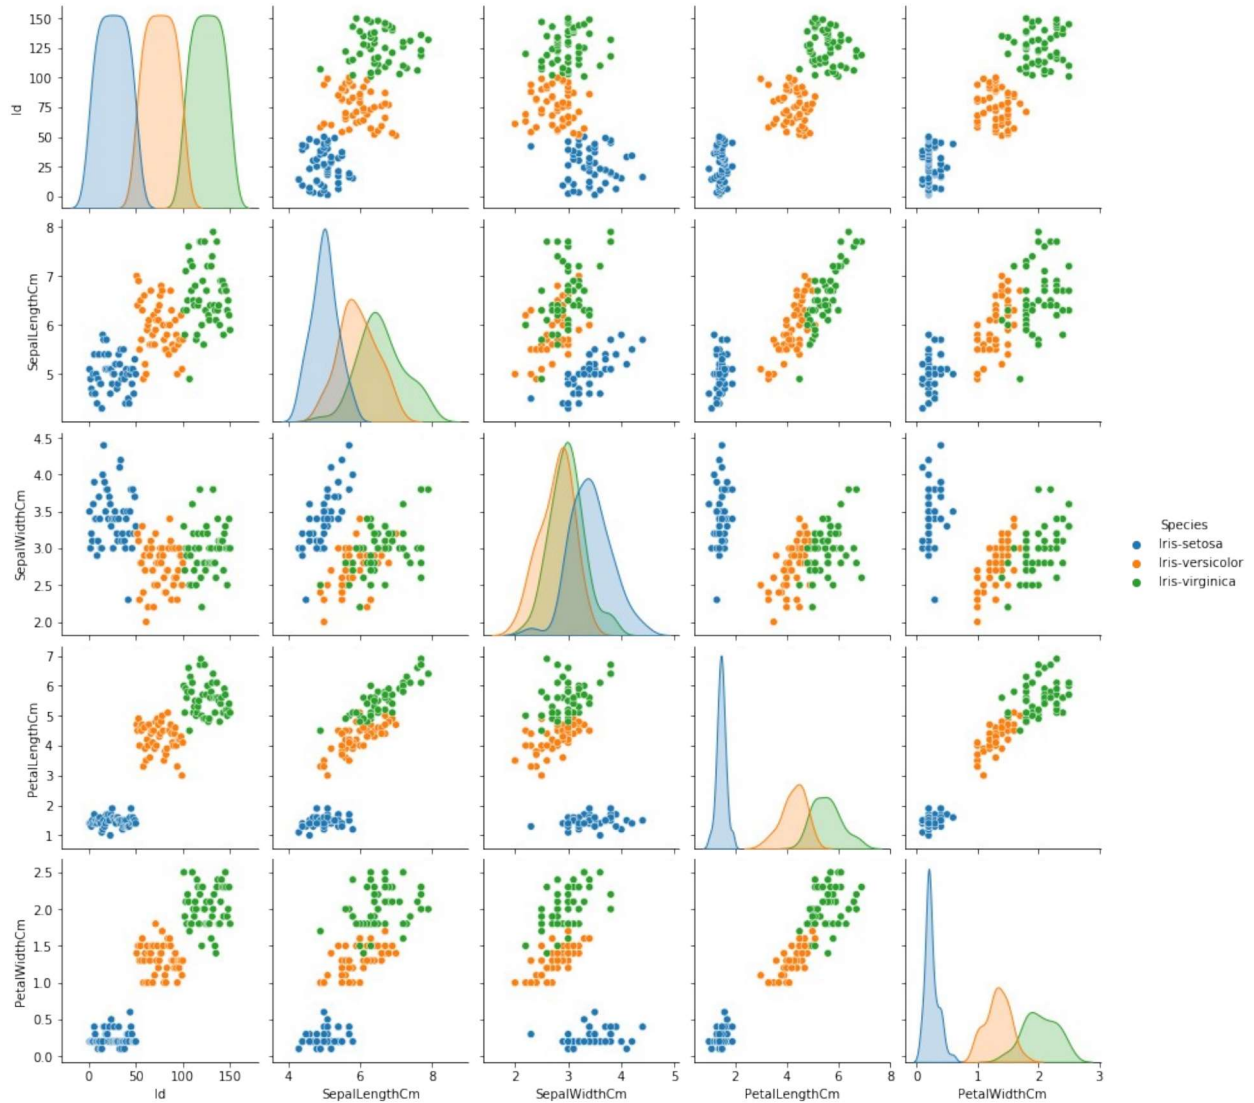 150
125
100
75
50
25
0
Id
8
7
6
5
SepalLengthCm
4.5
4.0
3.5
3.0
2.5
2.0
SepalWidthCm
Species
Iris-setosa
Iris-versicolor
Iris-virginica
7
6
5
4
3
2
1
PetalLengthCm
2.5
2.0
1.5
1.0
0.5
0.0
PetalWidthCm
0 50 100 150 4 6 8 2 3 4 5 2 4 6 8 0 1 2 3
Id SepalLengthCm SepalWidthCm PetalLengthCm PetalWidthCm